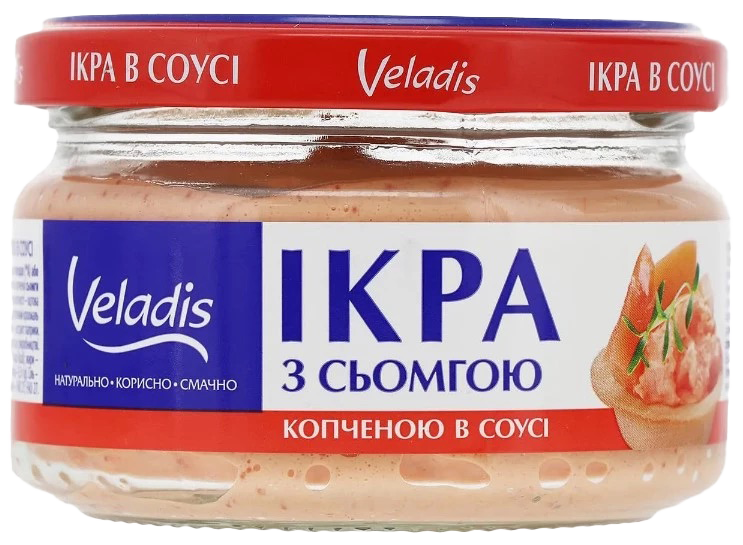 ІКРА В СОУСІ
Veladis
ІКРА В СОУСІ
Veladis
НАТУРАЛЬНО • КОРИСНО • СМАЧНО
ІКРА
З СЬОМГОЮ
КОПЧЕНОЮ В СОУСІ